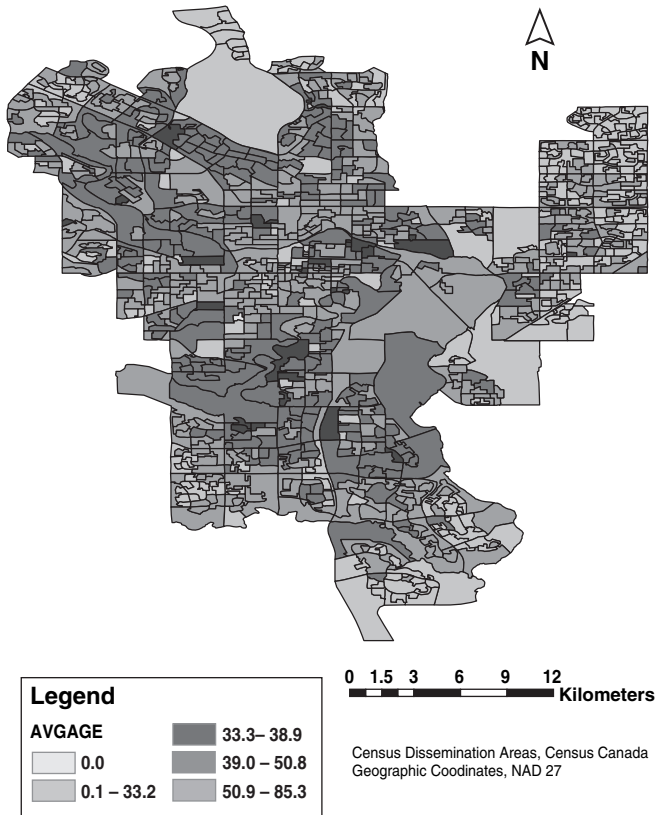 N
0 1.5 3 6 9 12
Kilometers
Legend
AVGAGE
0.0
0.1 – 33.2
33.3– 38.9
39.0 – 50.8
50.9 – 85.3
Census Dissemination Areas, Census Canada
Geographic Coodinates, NAD 27